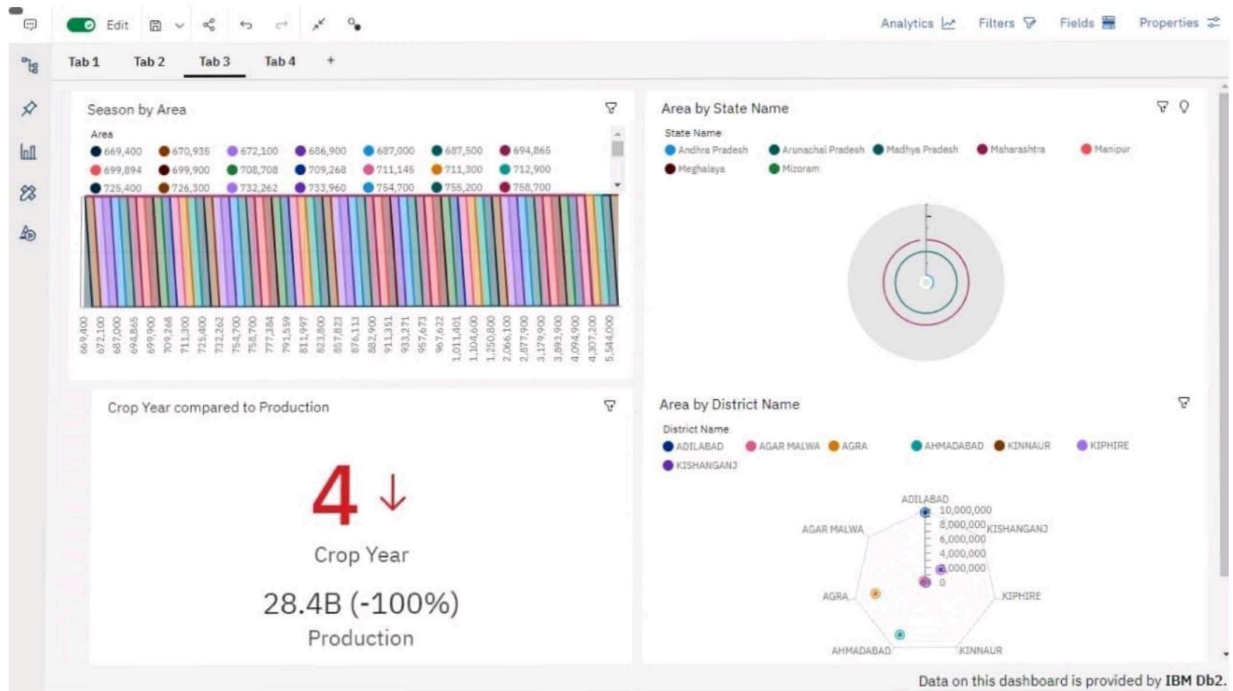 Edit
Analytics Filters Fields Properties
Tab 1 Tab 2 Tab 3 Tab 4 +
Season by Area
Area
669,400 670,935 672,100 686,900 687,000 687,500 694,865
699,894 699,900 708,708 709,268 711,145 711,300 712,900
725,400 726,300 732,262 733,960 754,700 755,200 758,700
669,400
672,100
687,000
694,865
699,900
709,268
711,300
725,400
732,262
754,700
758,700
777,384
791,559
811,997
823,800
857,823
876,113
882,900
911,351
933,271
957,673
967,622
1,011,401
1,104,600
1,250,800
2,066,100
2,877,900
3,179,900
3,893,900
4,094,900
4,307,200
5,544,000
Area by State Name
State Name
Andhra Pradesh Arunachal Pradesh Madhya Pradesh Maharashtra Manipur
Meghalaya Mizoram
Crop Year compared to Production
4
Crop Year
28.4B (-100%)
Production
Area by District Name
District Name
ADILABAD AGAR MALWA AGRA AHMADABAD KINNAUR KIPHIRE
KISHANGANJ
ADILABAD
10,000,000
AGAR MALWA 8,000,000 KISHANGANJ
6,000,000
4,000,000
,000,000
0
AGRA KIPHIRE
AHMADABAD KINNAUR
Data on this dashboard is provided by IBM Db2.